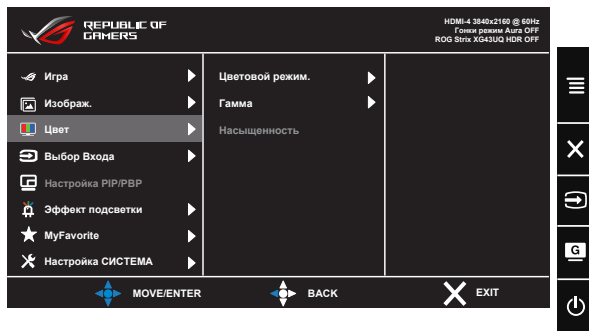 REPUBLIC OF
GAMERS
HDMI-4 3840x2160 @ 60Hz
Гонки режим Aura OFF
ROG Strix XG43UQ HDR OFF
Игра
Изображ.
Цвет
Выбор Входа
Настройка PIP/PBP
Эффект подсветки
MyFavorite
Настройка СИСТЕМА
Цветовой режим.
Гамма
Насыщенность
MOVE/ENTER
BACK
EXIT
G